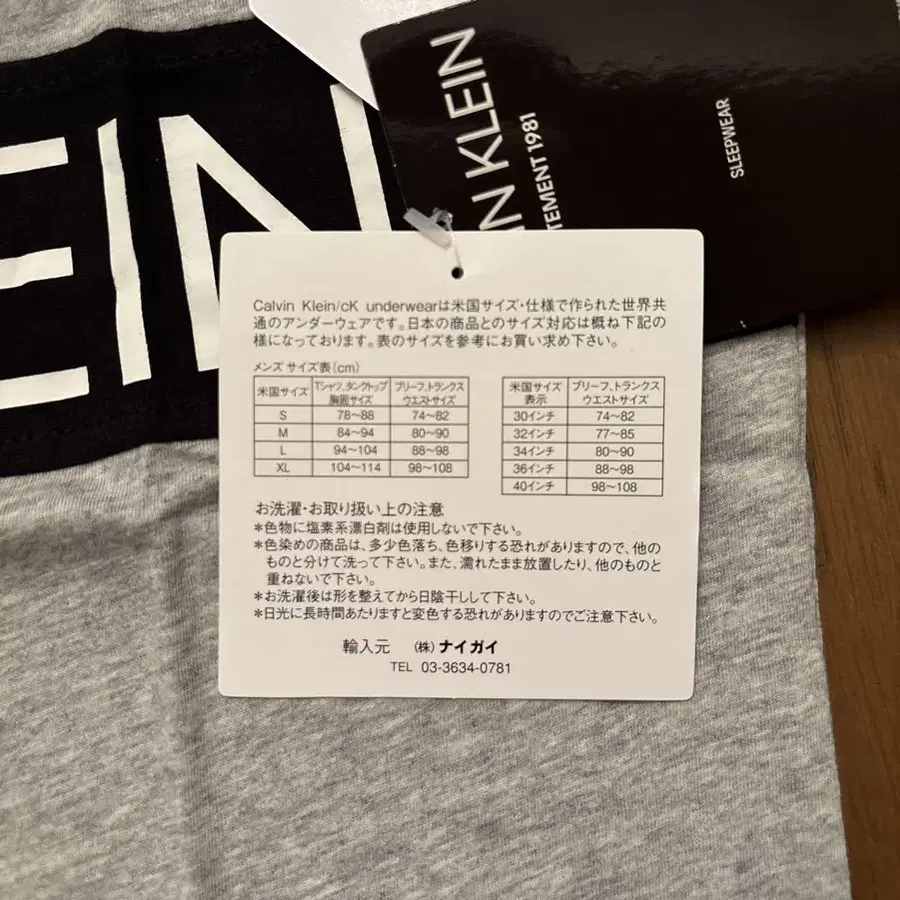 EIN
IN KLEIN
TEMENT 1981
SLEEPWEAR
Calvin Klein/cK underwearは米国サイズ・仕様で作られた世界共
通のアンダーウェアです。日本の商品とのサイズ対応は概ね下記の
様になっております。表のサイズを参考にお買い求め下さい。
メンズ サイズ表(cm)
米国サイズ Tシャツ、タンクトップ 胸囲サイズ ブリーフ、トランクス ウエストサイズ
S 78～88 74～82
M 84～94 80～90
L 94～104 88～98
XL 104～114 98～108
米国サイズ 表示 ブリーフ、トランクス ウエストサイズ
30インチ 74～82
32インチ 77～85
34インチ 80～90
36インチ 88～98
40インチ 98～108
お洗濯・お取り扱い上の注意
＊色物に塩素系漂白剤は使用しないで下さい。
＊色染めの商品は、多少色落ち、色移りする恐れがありますので、他の
ものと分けて洗って下さい。また、濡れたまま放置したり、他のものと
重ねないで下さい。
＊お洗濯後は形を整えてから日陰干しして下さい。
＊日光に長時間あたりますと変色する恐れがありますのでご注意下さい。
輸入元 (株) ナイガイ
TEL 03-3634-0781